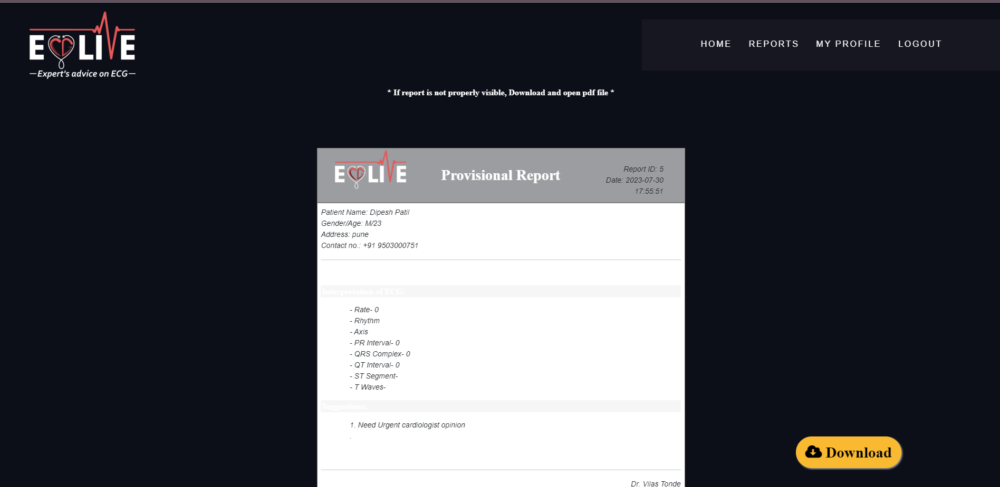 ECGLIVE
—Expert's advice on ECG—
HOME REPORTS MY PROFILE LOGOUT
* If report is not properly visible, Download and open pdf file *
ECGLIVE
Provisional Report
Report ID: 5
Date: 2023-07-30
17:55:51
Patient Name: Dipesh Patil
Gender/Age: M/23
Address: pune
Contact no.: +91 9503000751
Interpretation of ECG:
- Rate- 0
- Rhythm
- Axis
- PR Interval- 0
- QRS Complex- 0
- QT Interval- 0
- ST Segment-
- T Waves-
Suggestions:
1. Need Urgent cardiologist opinion
.
Download
Dr. Vilas Tonde